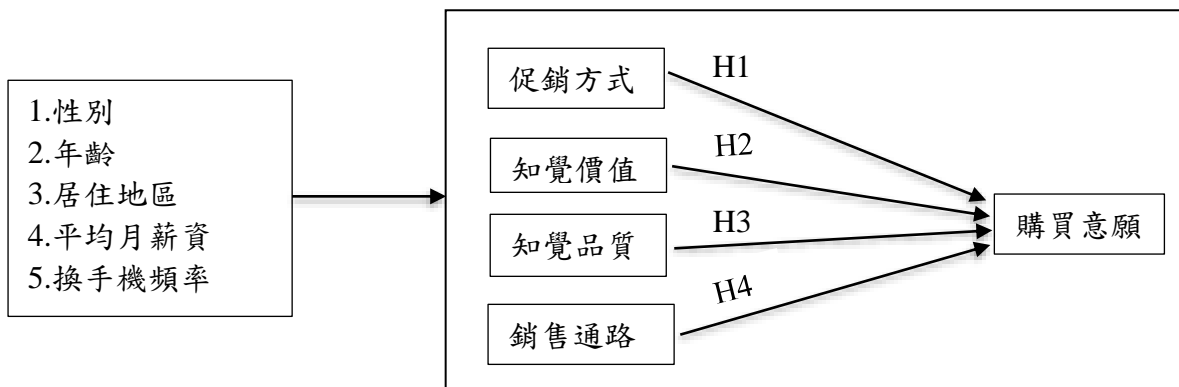 1.性別
2.年齡
3.居住地區
4.平均月薪資
5.換手機頻率
促銷方式
H1
知覺價值
H2
知覺品質
H3
銷售通路
H4
購買意願